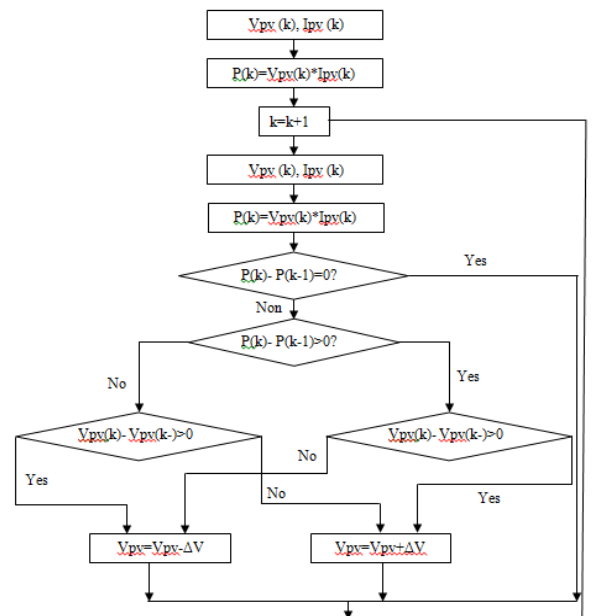 Vpv (k), Ipv (k)
P(k)=Vpv(k)*Ipv(k)
k=k+1
Vpv (k), Ipv (k)
P(k)=Vpv(k)*Ipv(k)
P(k)- P(k-1)=0?
Yes
Non
P(k)- P(k-1)>0?
No
Yes
Vpv(k)- Vpv(k-)>0
Vpv(k)- Vpv(k-)>0
No
Yes
No
Yes
Vpv=Vpv-ΔV
Vpv=Vpv+ΔV